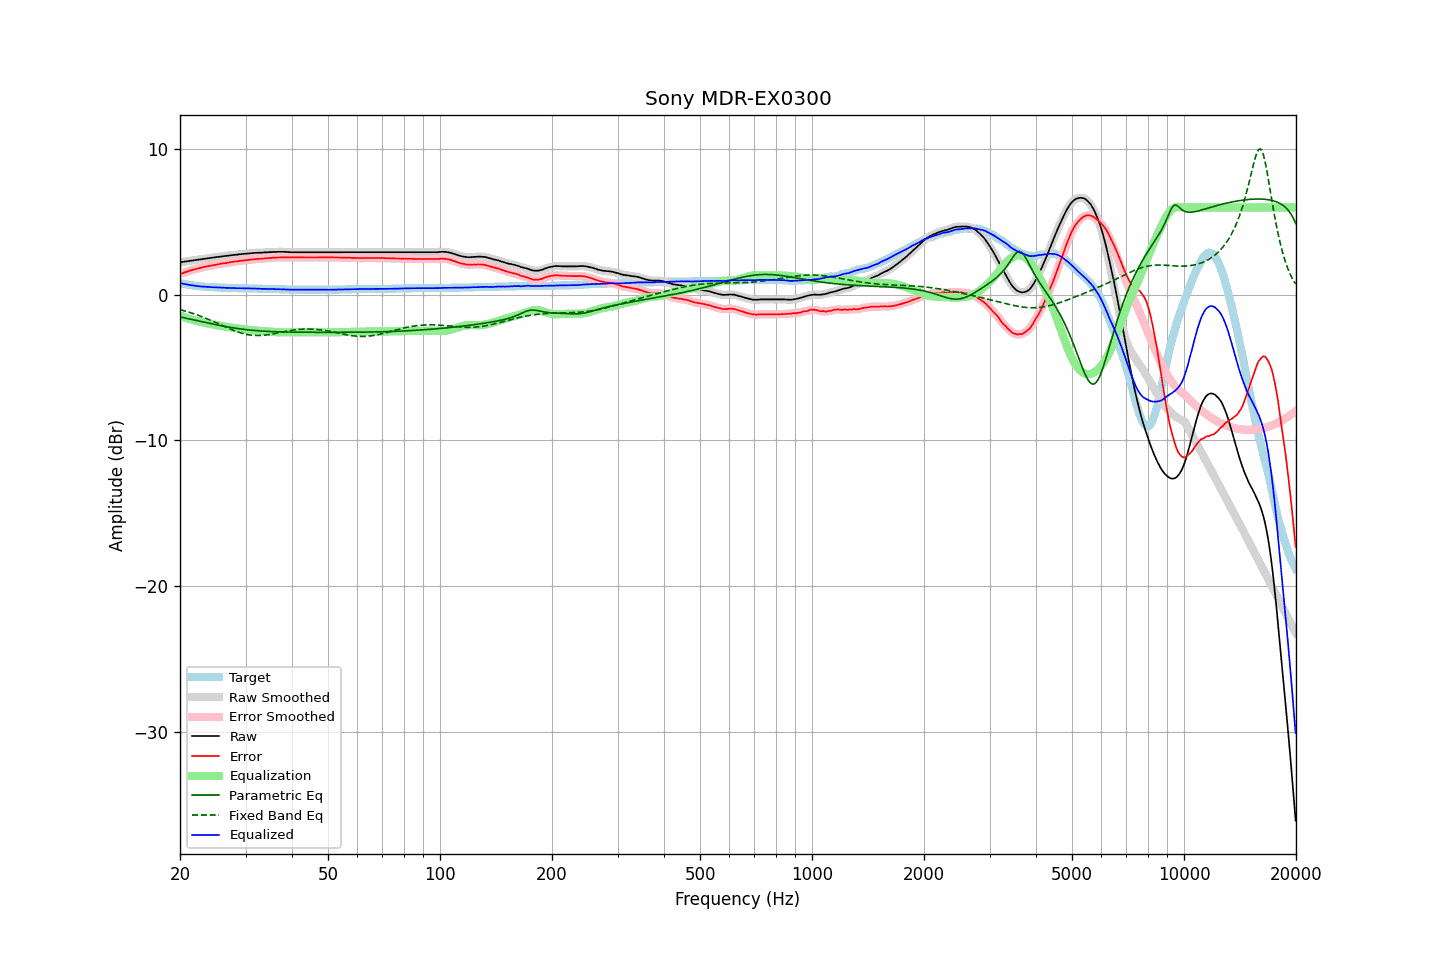 Sony MDR-EX0300
10
0
−10
−20
−30
Amplitude (dBr)
Target
Raw Smoothed
Error Smoothed
Raw
Error
Equalization
Parametric Eq
Fixed Band Eq
Equalized
20 50 100 200 500 1000 2000 5000 10000 20000
Frequency (Hz)